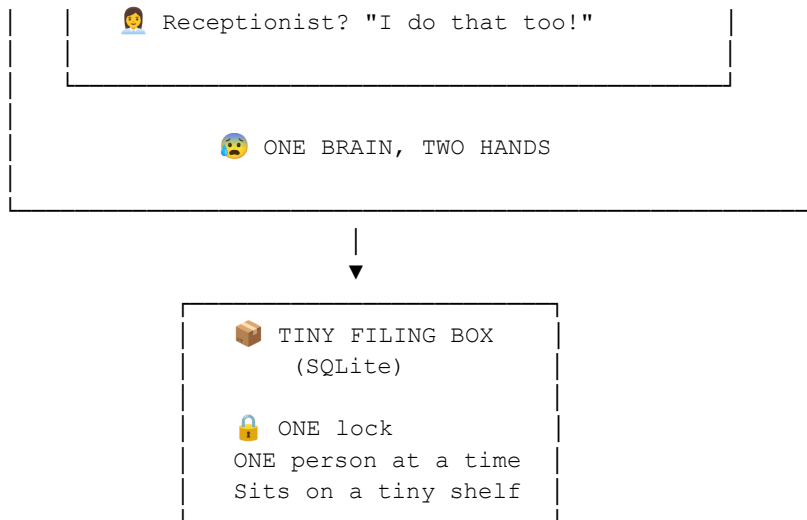 👩‍💼 Receptionist? "I do that too!"
😰 ONE BRAIN, TWO HANDS
📦 TINY FILING BOX
(SQLite)
🔒 ONE lock
ONE person at a time
Sits on a tiny shelf